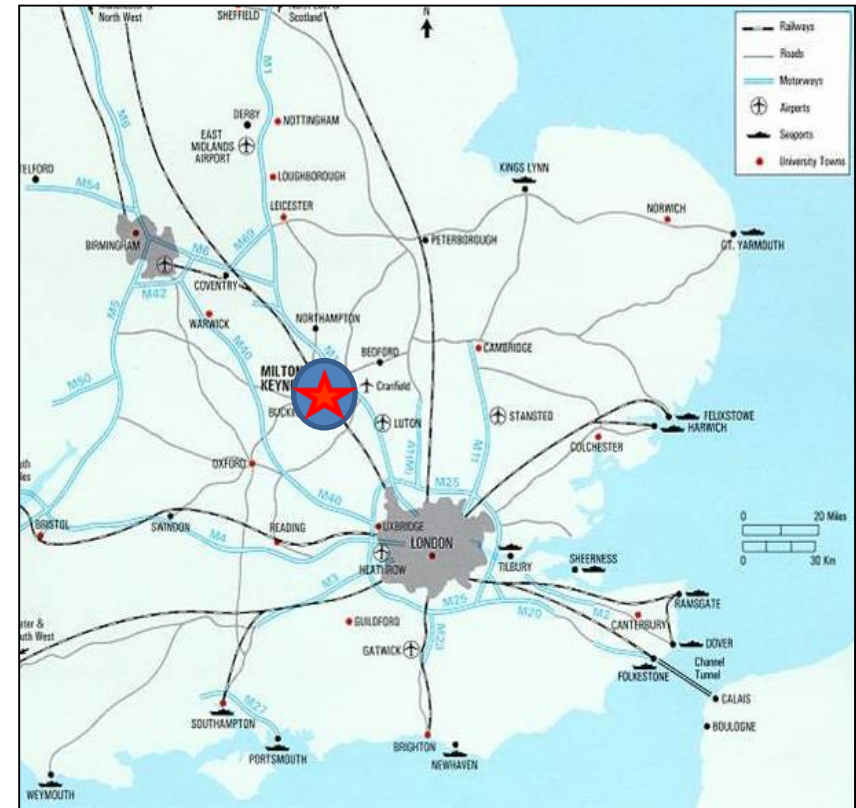 North West
SHEFFIELD
Scotland
N
M1
M6
DERBY
NOTTINGHAM
EAST
MIDLANDS
AIRPORT
LOUGHBOROUGH
KINGS LYNN
TELFORD
M54
LEICESTER
NORWICH
BIRMINGHAM
M6
M69
PETERBOROUGH
GT. YARMOUTH
COVENTRY
M42
M5
WARWICK
NORTHAMPTON
M40
BEDFORD
CAMBRIDGE
MILTON
KEYNE
Cranfield
M50
BUCKI
LUTON
STANSTED
FELIXSTOWE
HARWICH
A1(M)
M11
COLCHESTER
OXFORD
M25
M40
BRISTOL
SWINDON
READING
UXBRIDGE
LONDON
M4
HEATHROW
TILBURY
SHEERNESS
M3
M25
M20
M2
RAMSGATE
CANTERBURY
GUILDFORD
M23
DOVER
GATWICK
FOLKESTONE
Channel
Tunnel
CALAIS
M27
SOUTHAMPTON
BOULOGNE
PORTSMOUTH
BRIGHTON
NEWHAVEN
WEYMOUTH
uth West
Railways
Roads
Motorways
Airports
Seaports
University Towns
0 20 Miles
0 30 Km